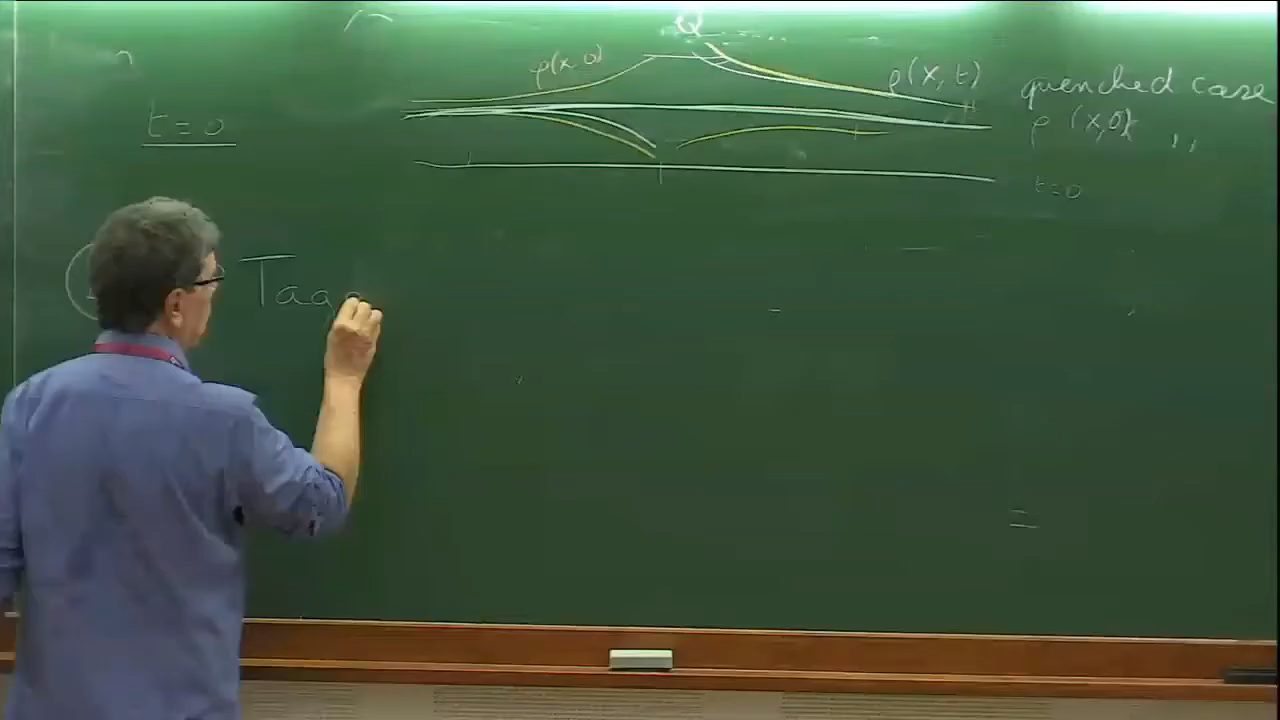 Q
ρ(x,0)
ρ(x,t)
quenched case
t=0
ρ(x,0) ,,
t=0
Tag
=